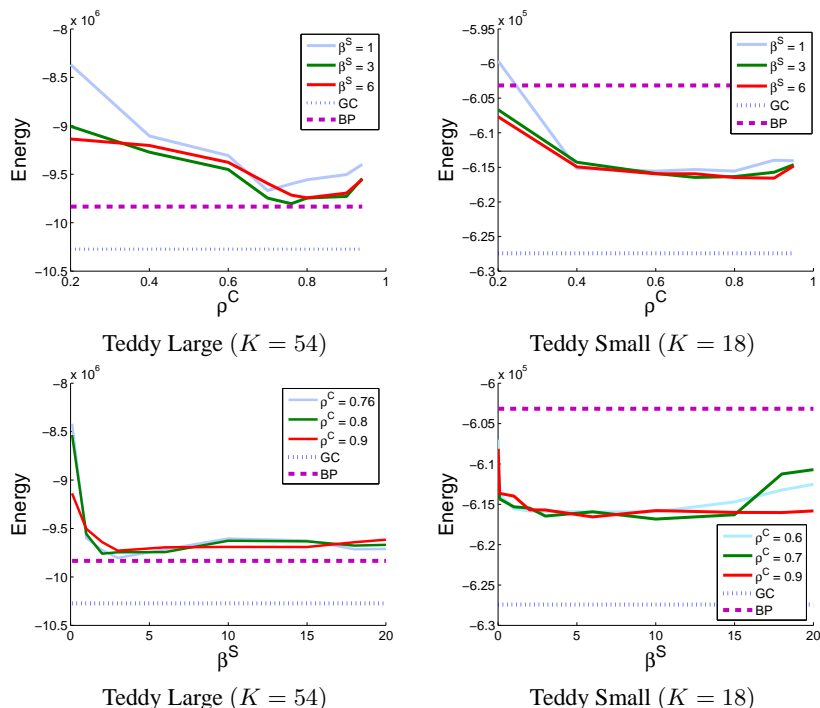 x 10^6
−8
−8.5
−9
−9.5
−10
−10.5
Energy
0.2 0.4 0.6 0.8 1
ρ^C
β^S = 1
β^S = 3
β^S = 6
GC
BP
Teddy Large (K = 54)
x 10^5
−5.95
−6
−6.05
−6.1
−6.15
−6.2
−6.25
−6.3
Energy
0.2 0.4 0.6 0.8 1
ρ^C
β^S = 1
β^S = 3
β^S = 6
GC
BP
Teddy Small (K = 18)
x 10^6
−8
−8.5
−9
−9.5
−10
−10.5
Energy
0 5 10 15 20
β^S
ρ^C = 0.76
ρ^C = 0.8
ρ^C = 0.9
GC
BP
Teddy Large (K = 54)
x 10^5
−6
−6.05
−6.1
−6.15
−6.2
−6.25
−6.3
Energy
0 5 10 15 20
β^S
ρ^C = 0.6
ρ^C = 0.7
ρ^C = 0.9
GC
BP
Teddy Small (K = 18)